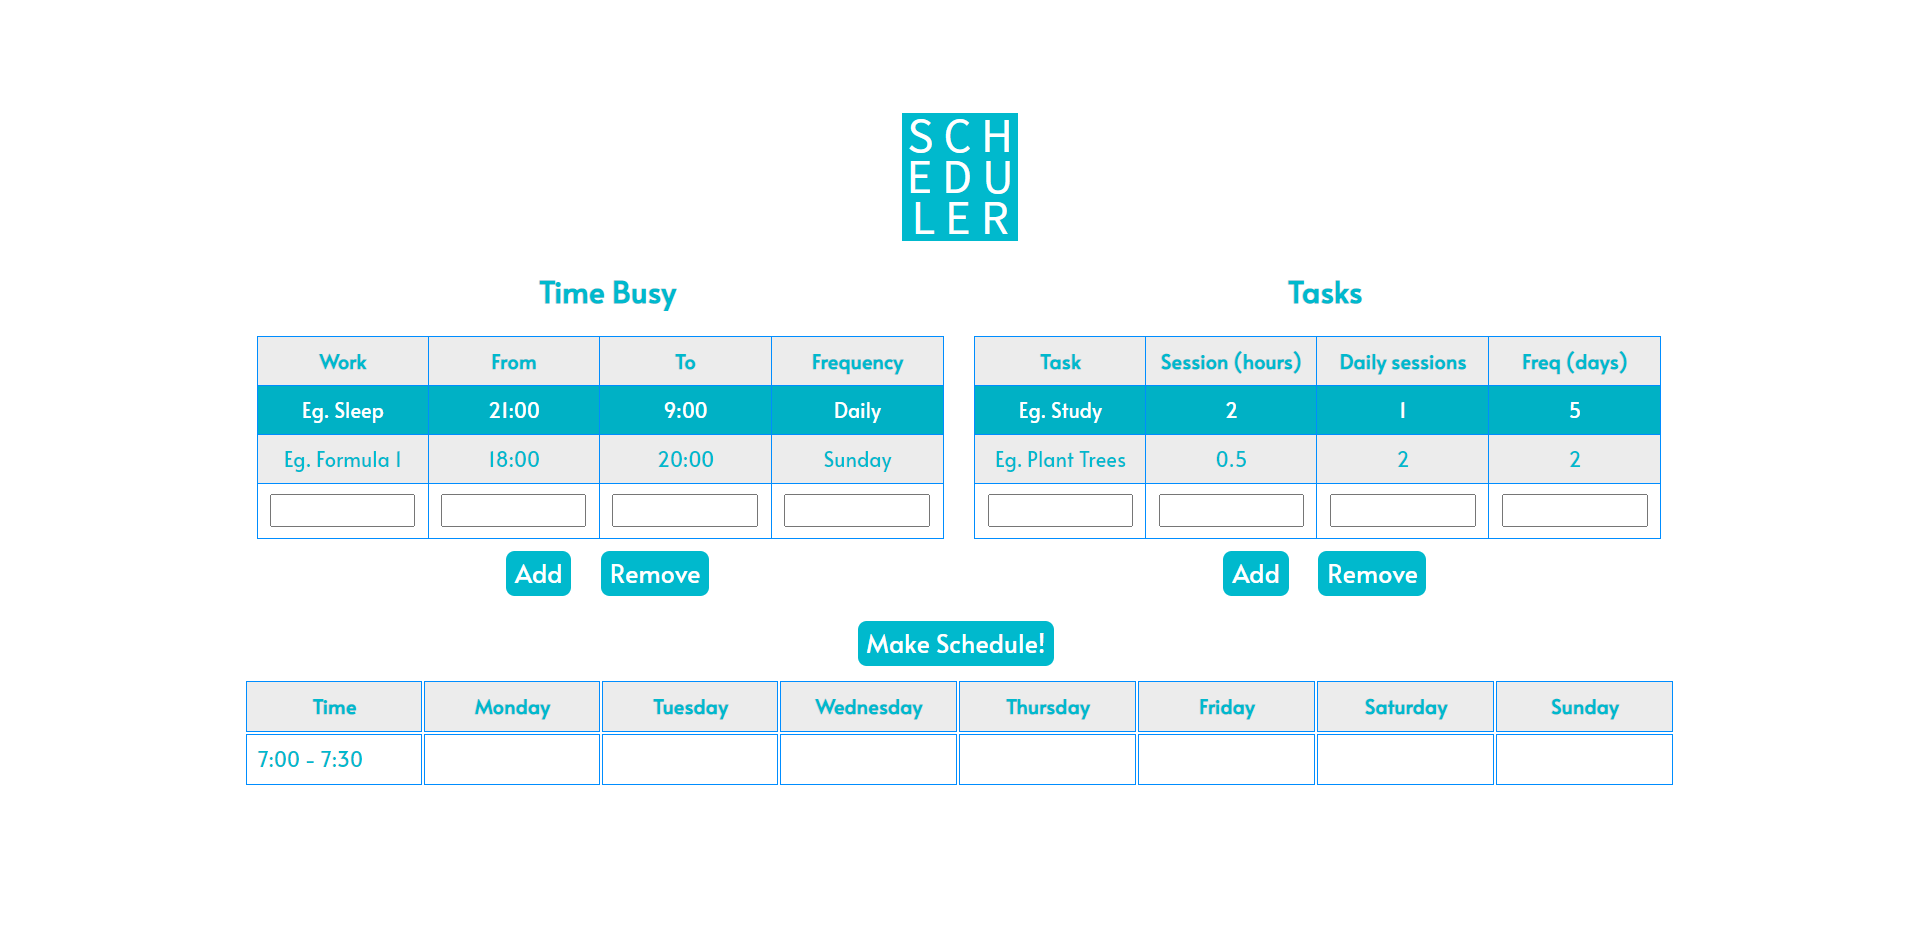 SCH
EDU
LER
Time Busy
Work From To Frequency
Eg. Sleep 21:00 9:00 Daily
Eg. Formula 1 18:00 20:00 Sunday
Add Remove
Tasks
Task Session (hours) Daily sessions Freq (days)
Eg. Study 2 1 5
Eg. Plant Trees 0.5 2 2
Add Remove
Make Schedule!
Time Monday Tuesday Wednesday Thursday Friday Saturday Sunday
7:00 - 7:30